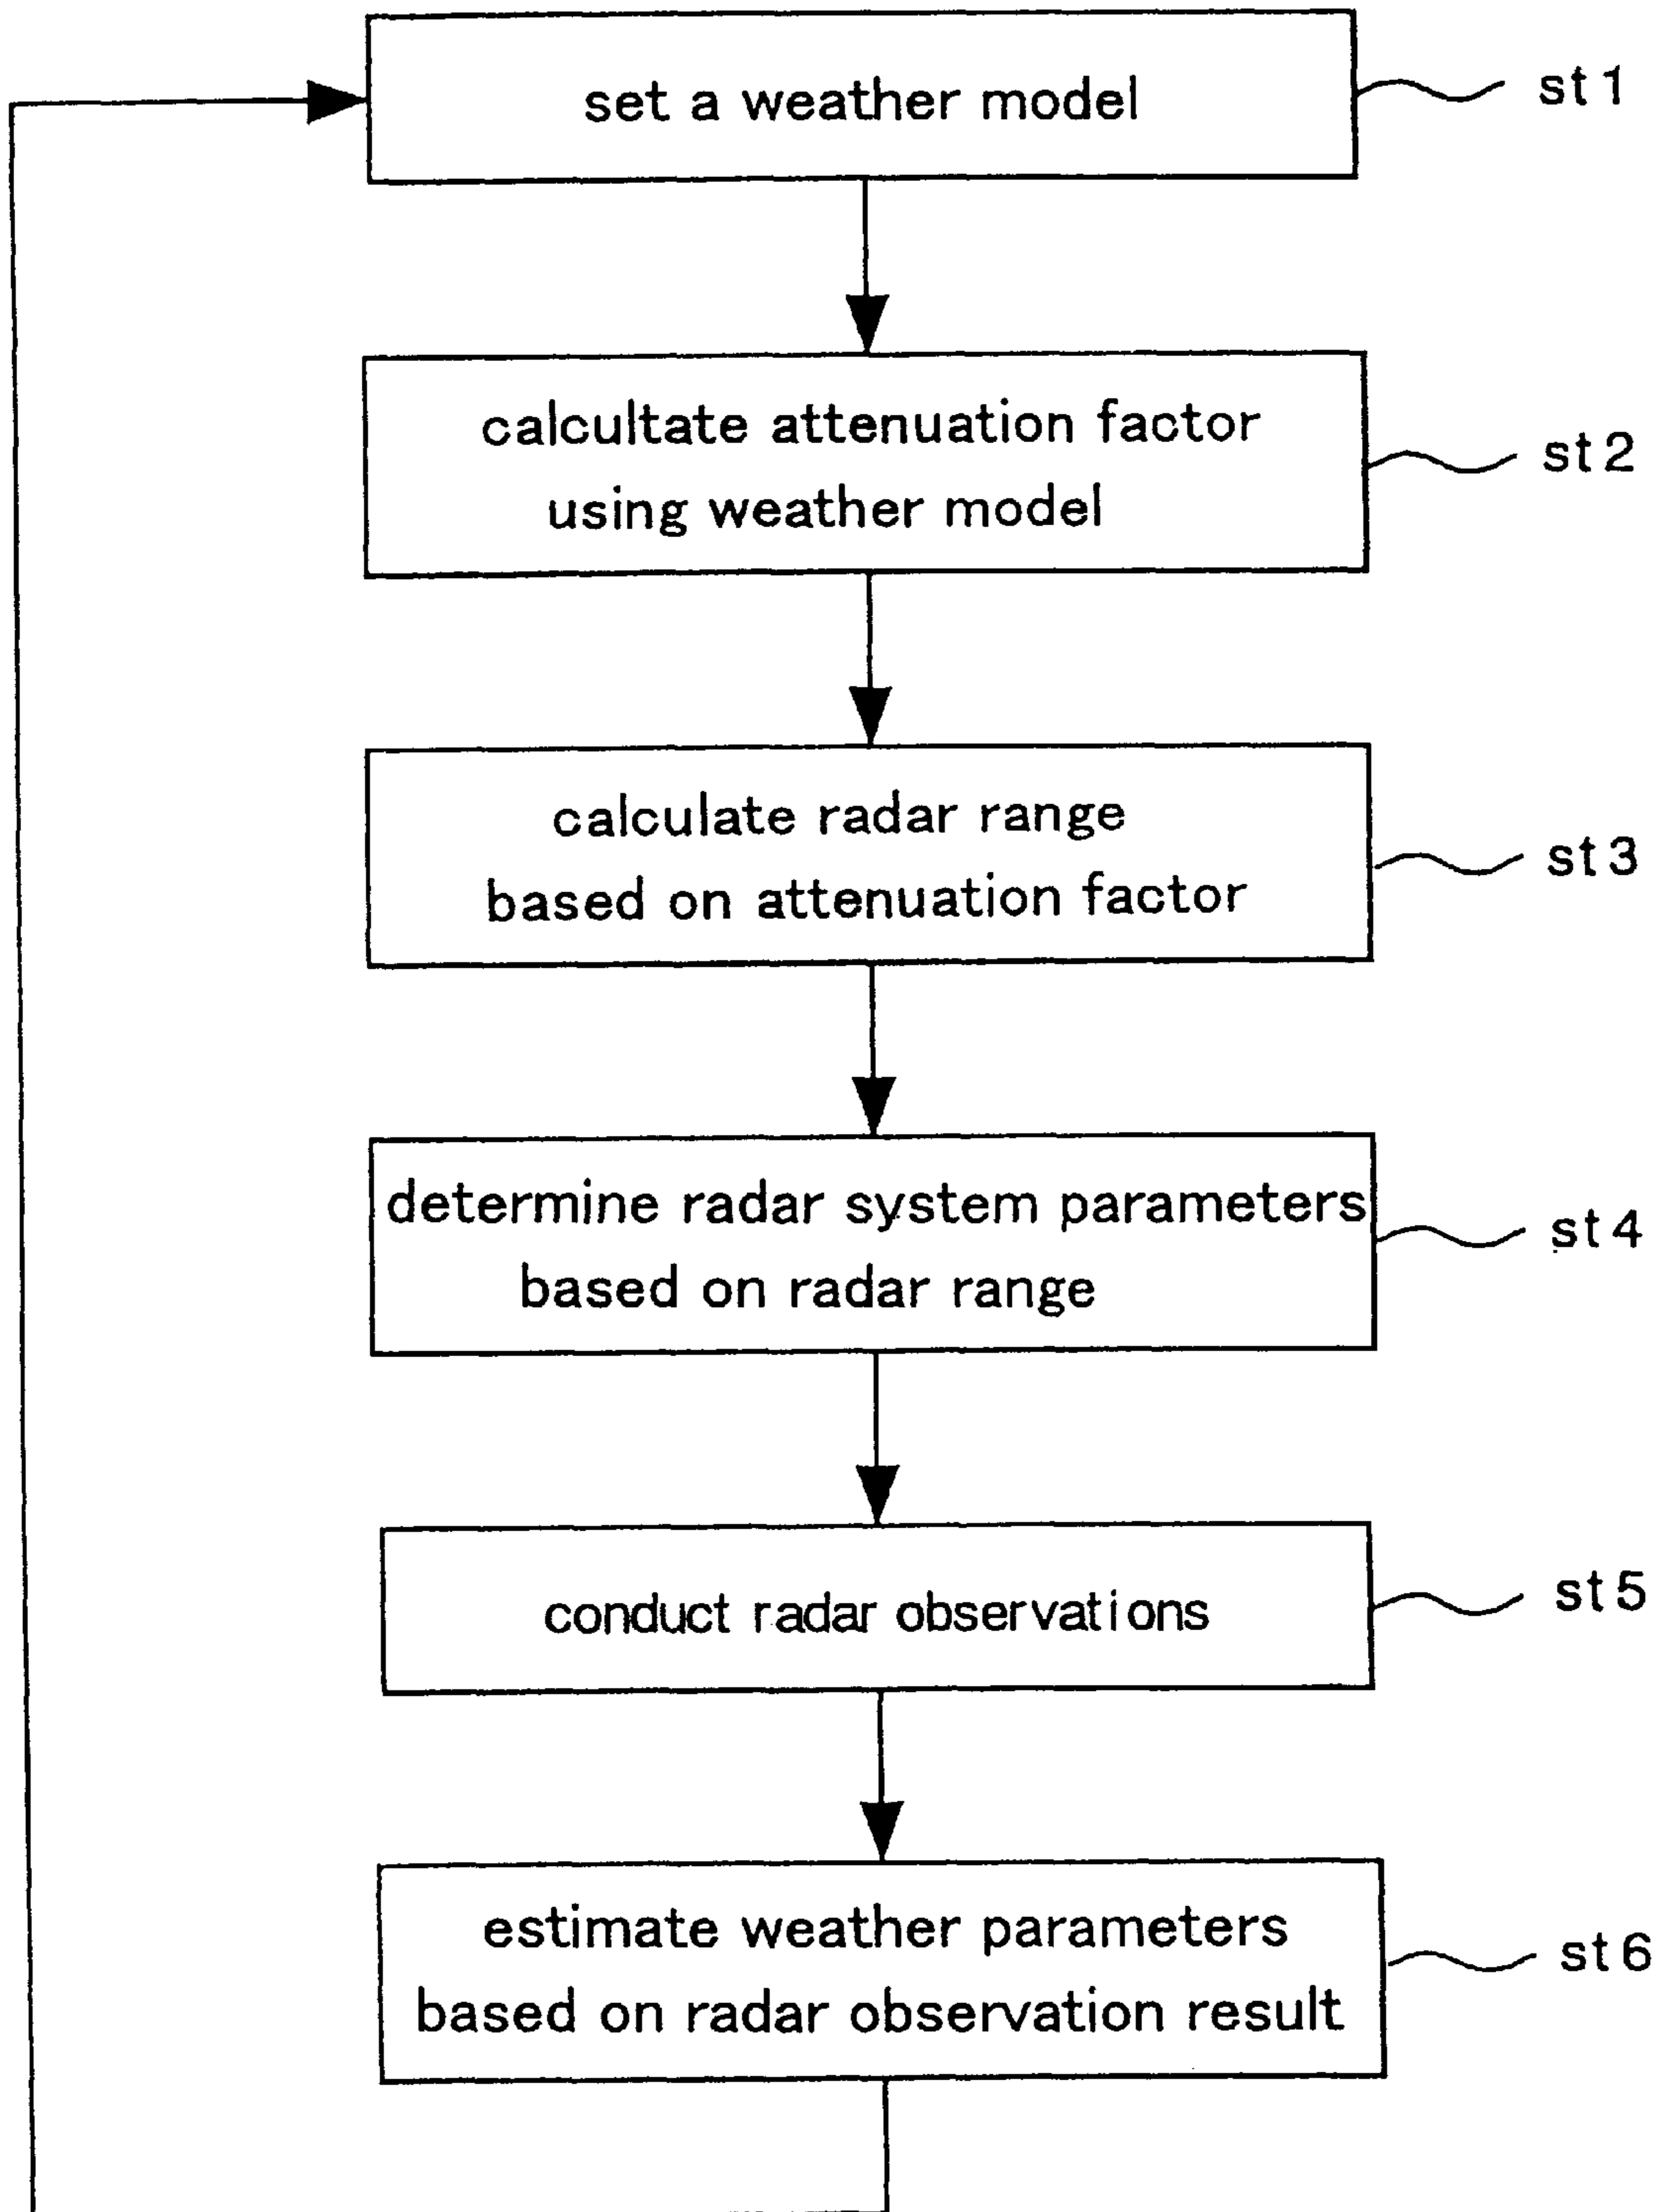 set a weather model
st1
calcultate attenuation factor
using weather model
st2
calculate radar range
based on attenuation factor
st3
determine radar system parameters
based on radar range
st4
conduct radar observations
st5
estimate weather parameters
based on radar observation result
st6